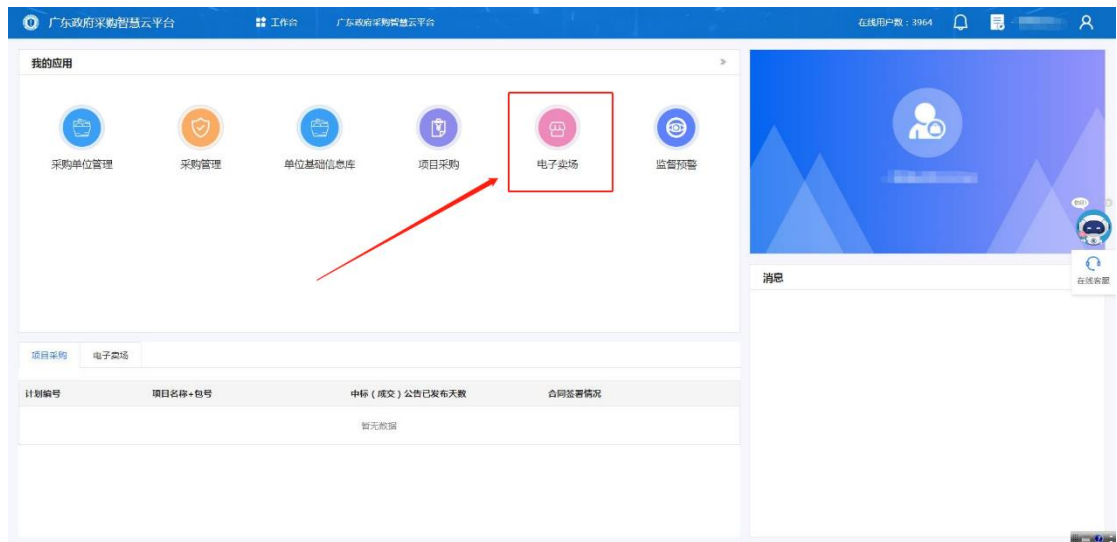 广东政府采购智慧云平台
工作台
广东政府采购智慧云平台
在线用户数：3964
我的应用
采购单位管理
采购管理
单位基础信息库
项目采购
电子卖场
监督预警
在线客服
消息
项目采购
电子卖场
计划编号 项目名称+包号 中标（成交）公告已发布天数 合同签署情况
暂无数据